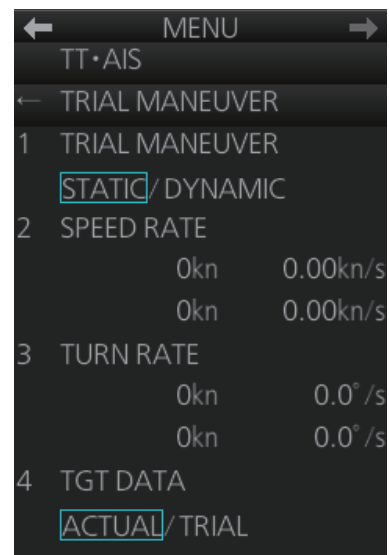 ← MENU →
TT•AIS
← TRIAL MANEUVER
1 TRIAL MANEUVER
STATIC/DYNAMIC
2 SPEED RATE
0kn 0.00kn/s
0kn 0.00kn/s
3 TURN RATE
0kn 0.0°/s
0kn 0.0°/s
4 TGT DATA
ACTUAL/TRIAL